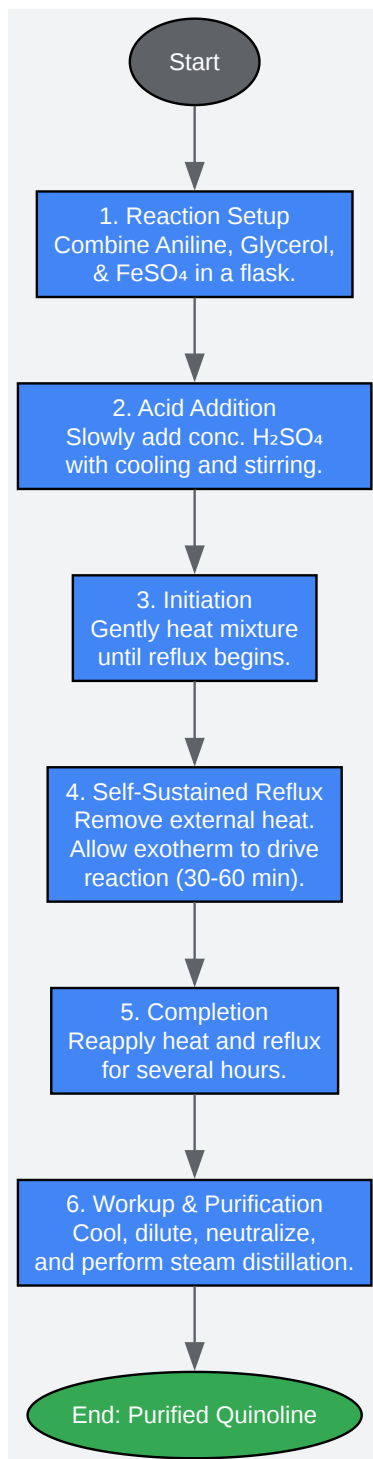 Start
1. Reaction Setup
Combine Aniline, Glycerol,
& FeSO₄ in a flask.
2. Acid Addition
Slowly add conc. H₂SO₄
with cooling and stirring.
3. Initiation
Gently heat mixture
until reflux begins.
4. Self-Sustained Reflux
Remove external heat.
Allow exotherm to drive
reaction (30-60 min).
5. Completion
Reapply heat and reflux
for several hours.
6. Workup & Purification
Cool, dilute, neutralize,
and perform steam distillation.
End: Purified Quinoline